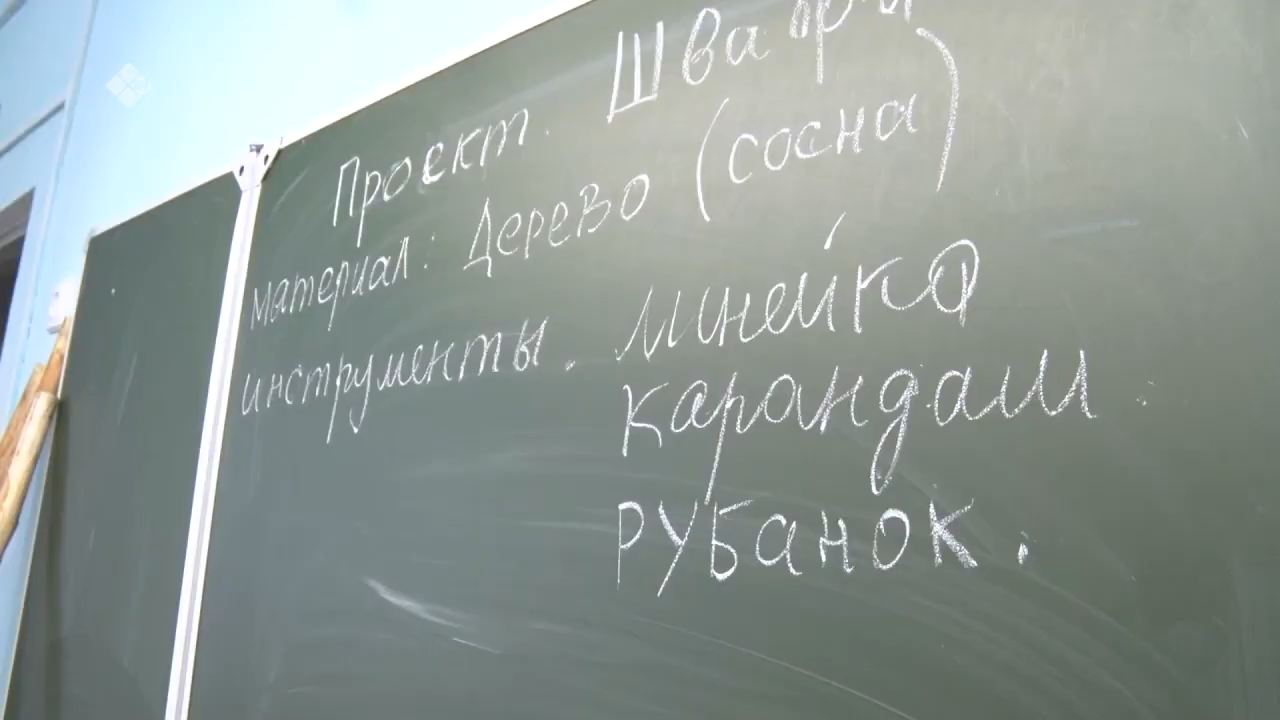 Проект. Швабра
материал: Дерево (сосна)
инструменты. линейка
карандаш.
рубанок.